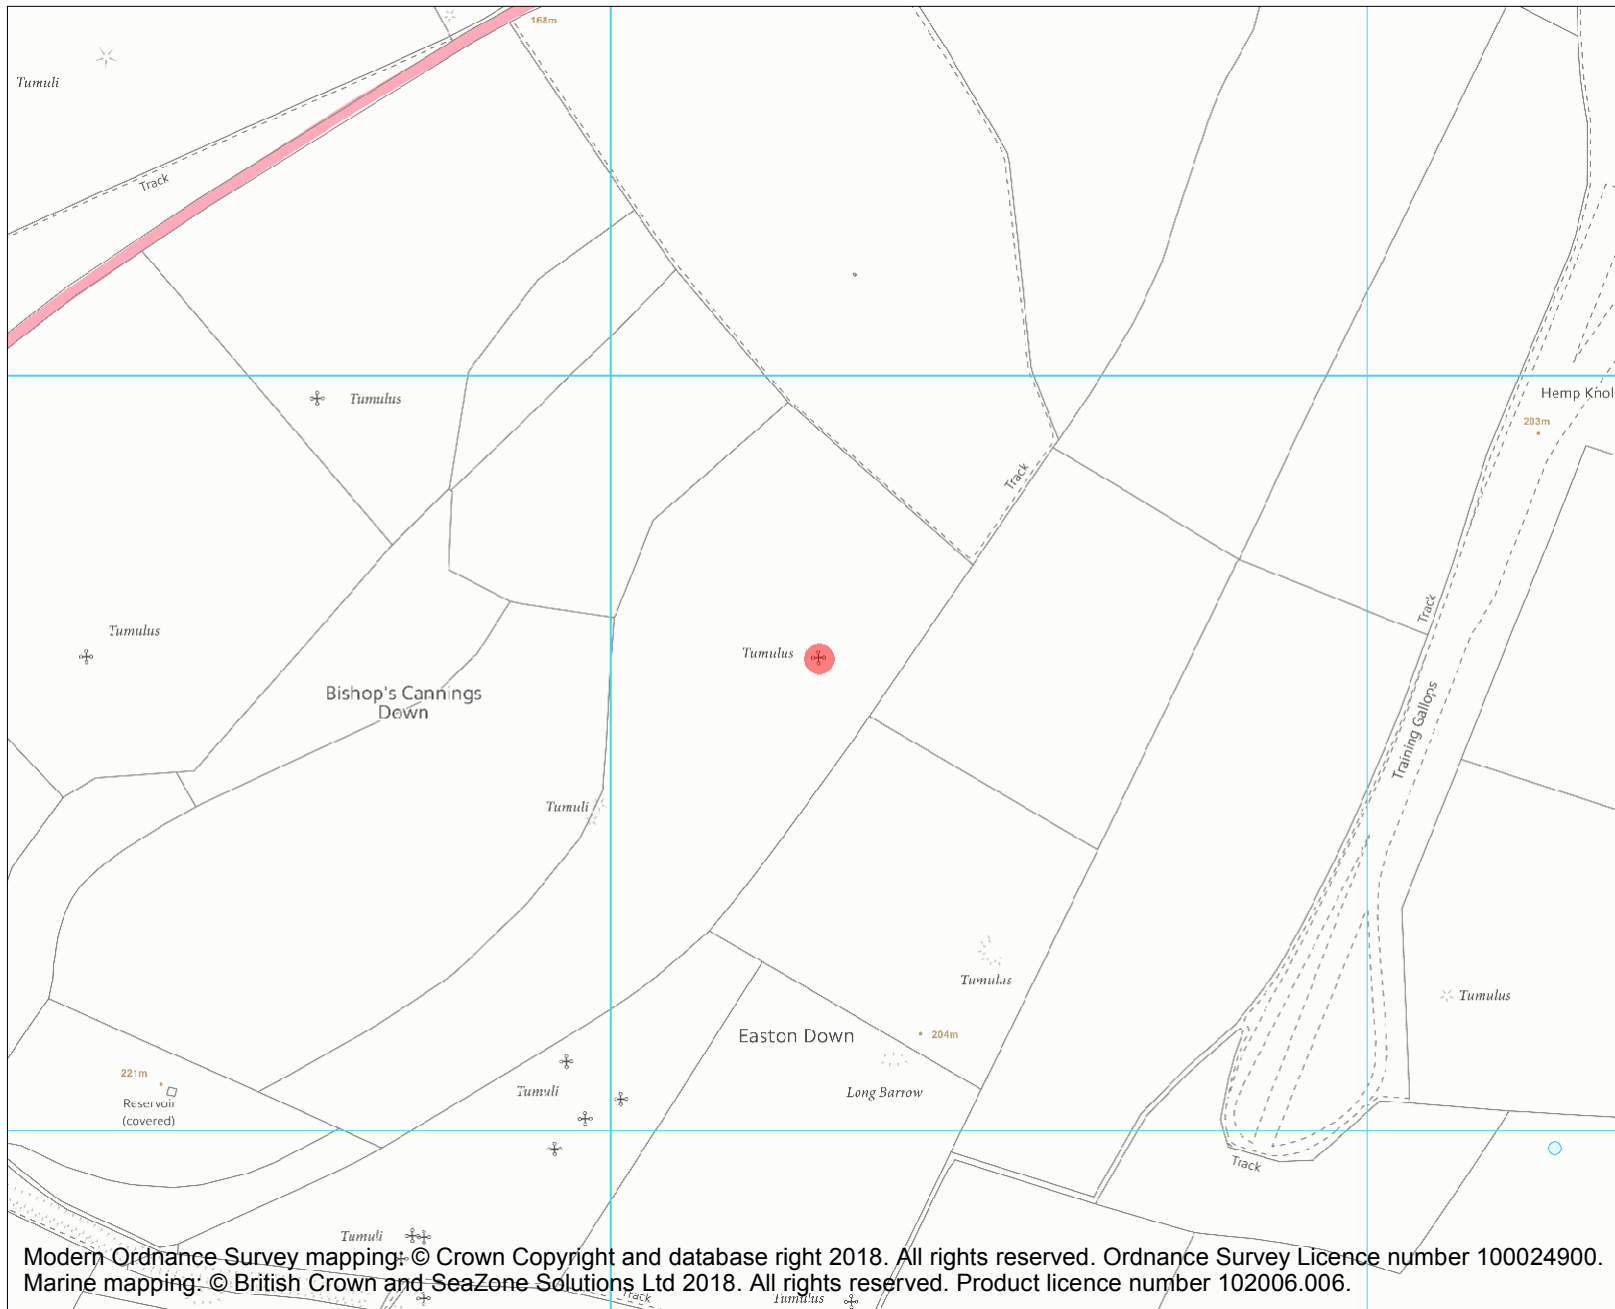 168m
Tumuli
Track
Tumulus
Hemp Knol
203m
Track
Track
Tumulus
Tumulus
Bishop's Cannings
Down
Training Gallops
Tumuli
Tumulus
Tumulus
Easton Down
204m
221m
Reservoir
(covered)
Tumuli
Long Barrow
Track
Tumuli
Modern Ordnance Survey mapping: © Crown Copyright and database right 2018. All rights reserved. Ordnance Survey Licence number 100024900.
Marine mapping: © British Crown and SeaZone Solutions Ltd 2018. All rights reserved. Product licence number 102006.006.
Track
Tumulus